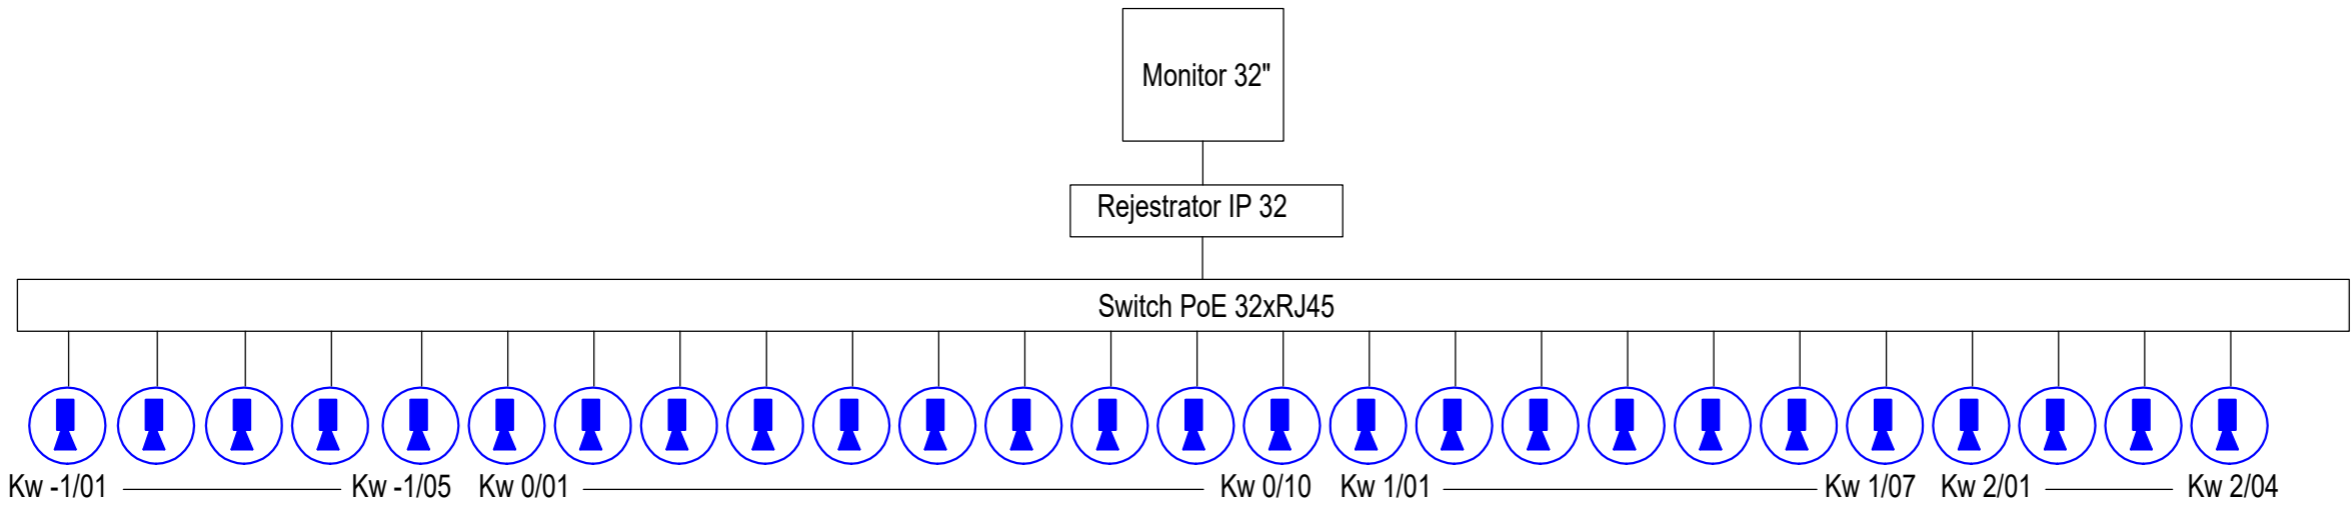 Monitor 32"
Rejestrator IP 32
Switch PoE 32xRJ45
Kw -1/01 Kw -1/05 Kw 0/01 Kw 0/10 Kw 1/01 Kw 1/07 Kw 2/01 Kw 2/04